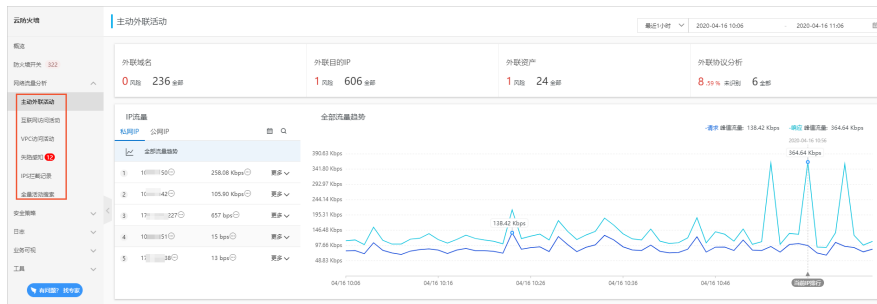 云防火墙
主动外联活动
最近1小时 2020-04-16 10:06 - 2020-04-16 11:06
概览
防火墙开关 322
网络流量分析
主动外联活动
互联网访问活动
VPC访问活动
失陷感知 12
IPS拦截记录
全量活动搜索
安全策略
日志
业务可视
工具
有问题? 找专家
外联域名
0 风险 236 全部
外联目的IP
1 风险 606 全部
外联资产
1 风险 24 全部
外联协议分析
8.59% 未识别 6 全部
IP流量
私网IP 公网IP
全部流量趋势
1 10 50 258.08 Kbps 更多
2 10 42 105.90 Kbps 更多
3 227 657 bps 更多
4 51 15 bps 更多
5 38 13 bps 更多
全部流量趋势
请求 峰值流量: 138.42 Kbps 响应 峰值流量: 364.64 Kbps
2020-04-16 10:56
364.64 Kbps
138.42 Kbps
390.63 Kbps
341.80 Kbps
292.97 Kbps
244.14 Kbps
195.31 Kbps
146.48 Kbps
97.66 Kbps
48.83 Kbps
04/16 10:06 04/16 10:16 04/16 10:26 04/16 10:36 04/16 10:46 当前IP排行